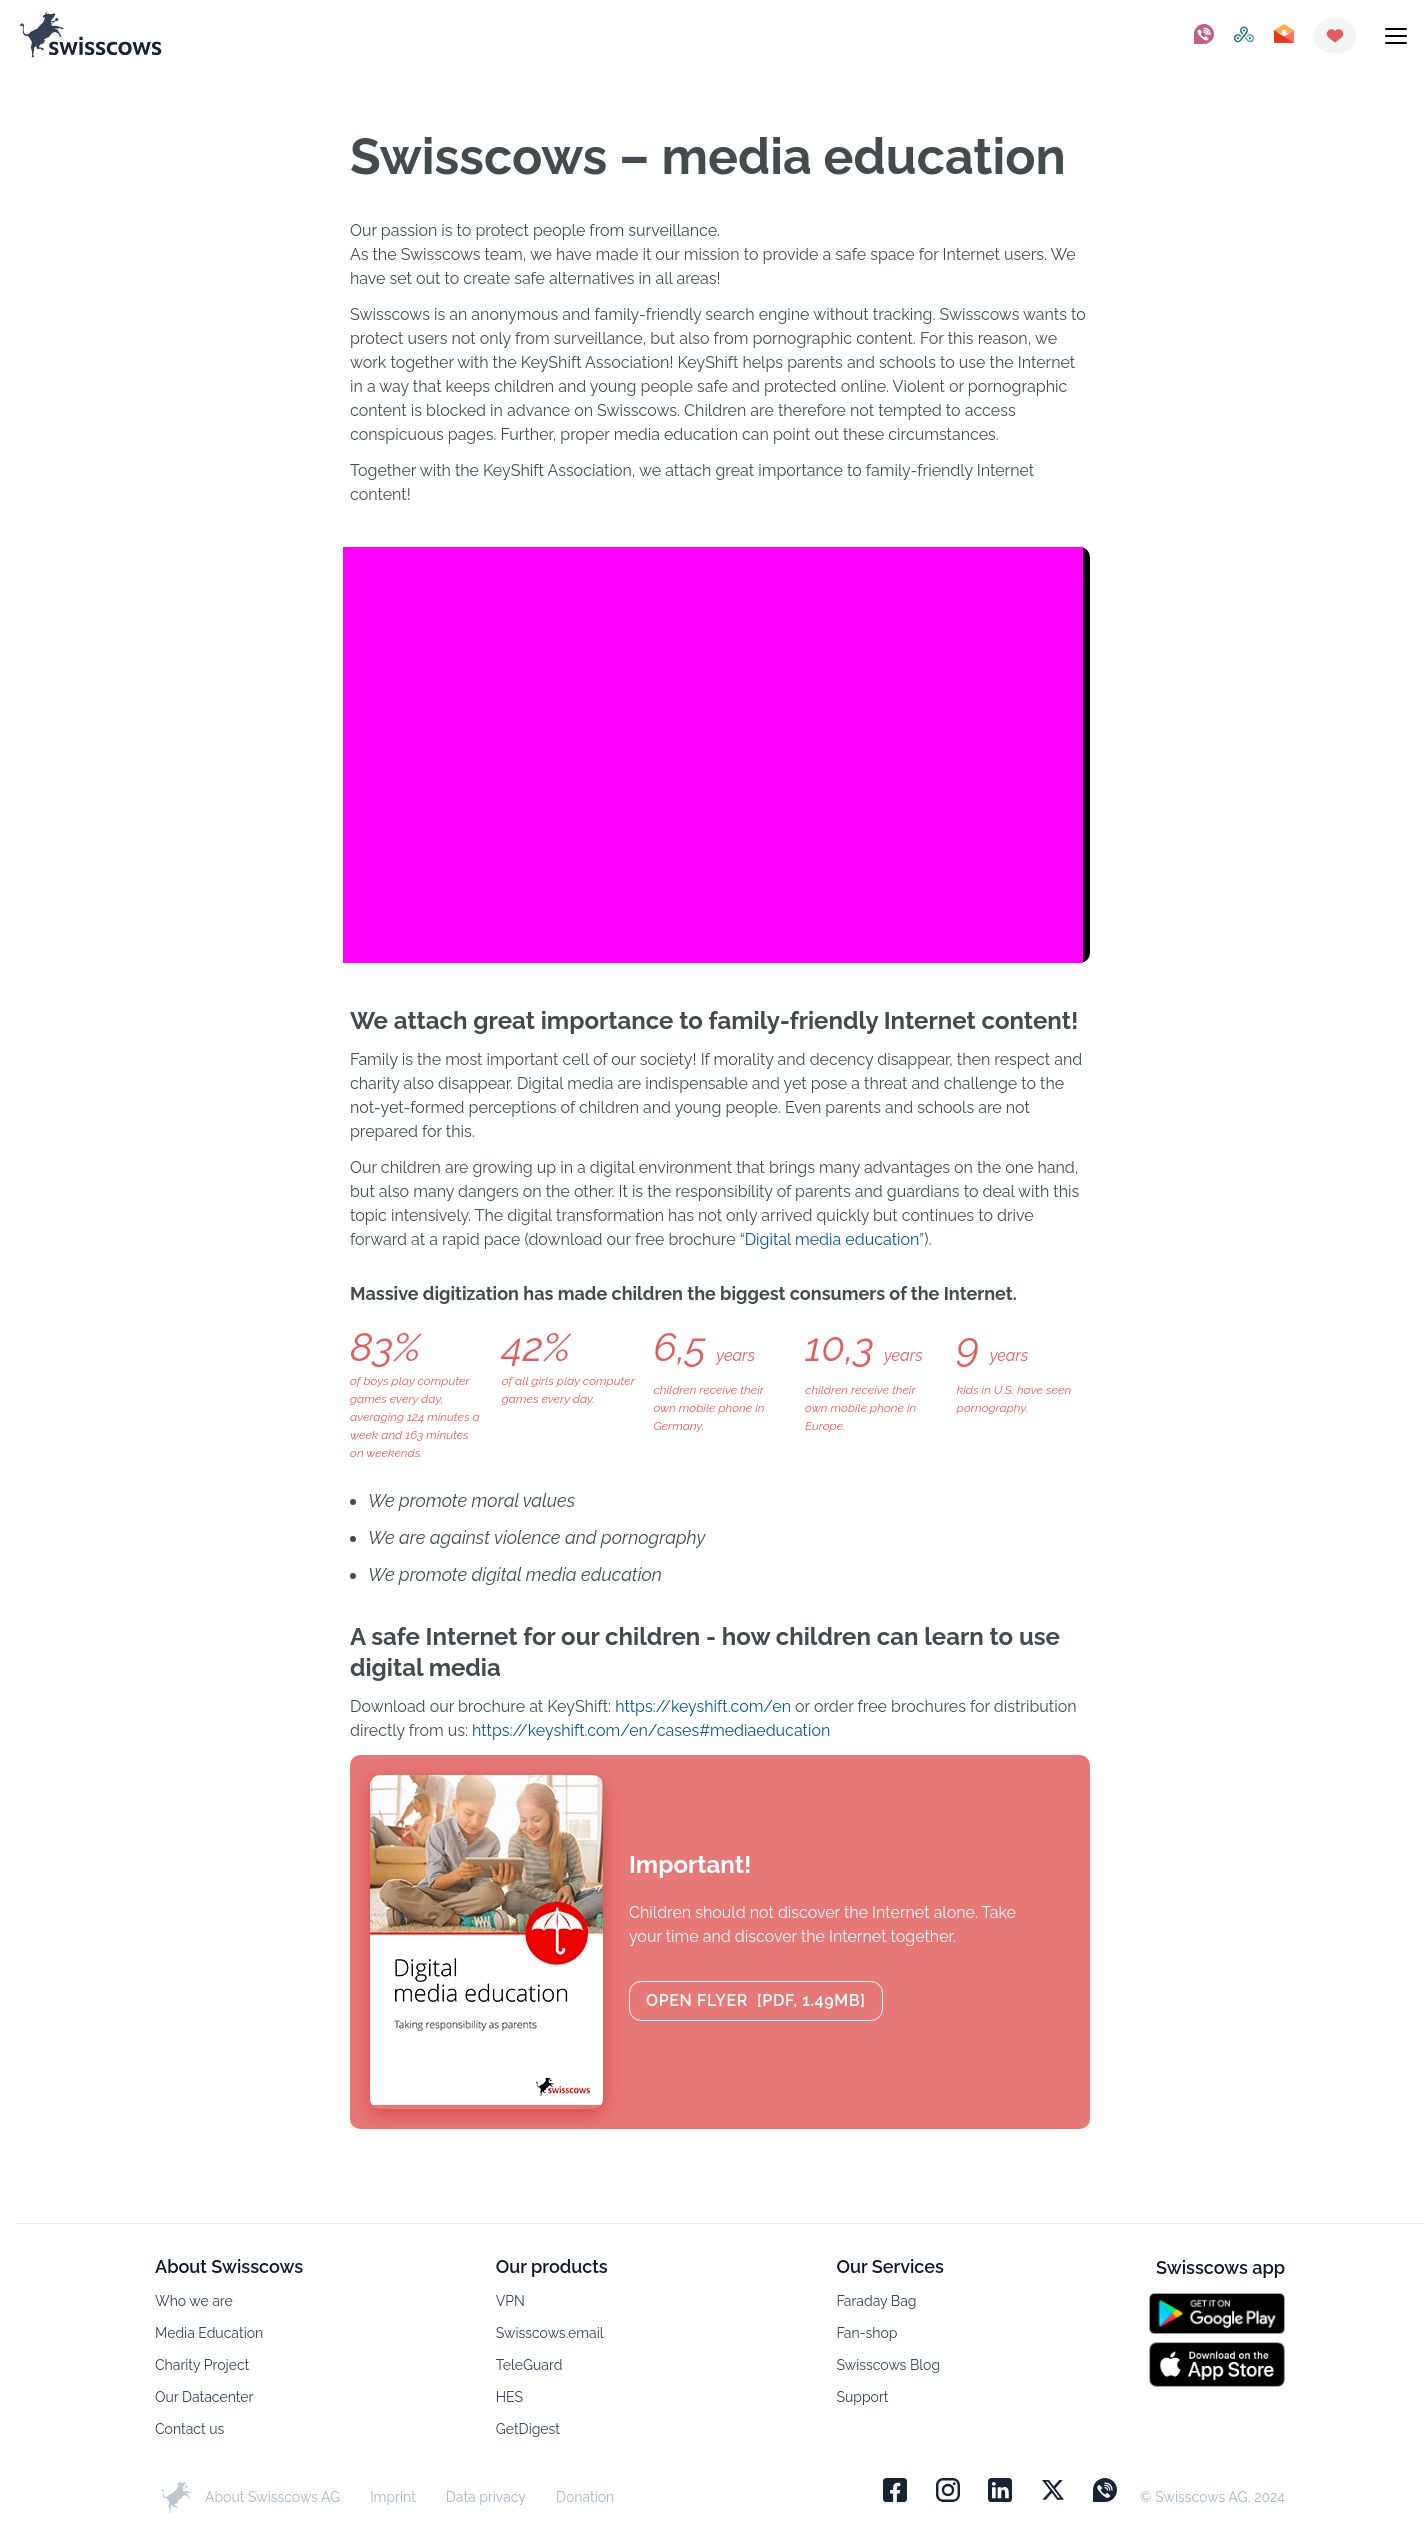 swisscows
Swisscows – media education
Our passion is to protect people from surveillance.
As the Swisscows team, we have made it our mission to provide a safe space for Internet users. We
have set out to create safe alternatives in all areas!
Swisscows is an anonymous and family-friendly search engine without tracking. Swisscows wants to
protect users not only from surveillance, but also from pornographic content. For this reason, we
work together with the KeyShift Association! KeyShift helps parents and schools to use the Internet
in a way that keeps children and young people safe and protected online. Violent or pornographic
content is blocked in advance on Swisscows. Children are therefore not tempted to access
conspicuous pages. Further, proper media education can point out these circumstances.
Together with the KeyShift Association, we attach great importance to family-friendly Internet
content!
We attach great importance to family-friendly Internet content!
Family is the most important cell of our society! If morality and decency disappear, then respect and
charity also disappear. Digital media are indispensable and yet pose a threat and challenge to the
not-yet-formed perceptions of children and young people. Even parents and schools are not
prepared for this.
Our children are growing up in a digital environment that brings many advantages on the one hand,
but also many dangers on the other. It is the responsibility of parents and guardians to deal with this
topic intensively. The digital transformation has not only arrived quickly but continues to drive
forward at a rapid pace (download our free brochure “Digital media education”).
Massive digitization has made children the biggest consumers of the Internet.
83%
of boys play computer
games every day,
averaging 124 minutes a
week and 163 minutes
on weekends.
42%
of all girls play computer
games every day.
6,5 years
children receive their
own mobile phone in
Germany.
10,3 years
children receive their
own mobile phone in
Europe.
9 years
kids in U.S. have seen
pornography.
• We promote moral values
• We are against violence and pornography
• We promote digital media education
A safe Internet for our children - how children can learn to use
digital media
Download our brochure at KeyShift: https://keyshift.com/en or order free brochures for distribution
directly from us: https://keyshift.com/en/cases#mediaeducation
Digital
media education
Taking responsibility as parents
swisscows
Important!
Children should not discover the Internet alone. Take
your time and discover the Internet together.
OPEN FLYER [PDF, 1.49MB]
About Swisscows
Who we are
Media Education
Charity Project
Our Datacenter
Contact us
Our products
VPN
Swisscows.email
TeleGuard
HES
GetDigest
Our Services
Faraday Bag
Fan-shop
Swisscows Blog
Support
Swisscows app
GET IT ON
Google Play
Download on the
App Store
About Swisscows AG Imprint Data privacy Donation
© Swisscows AG, 2024